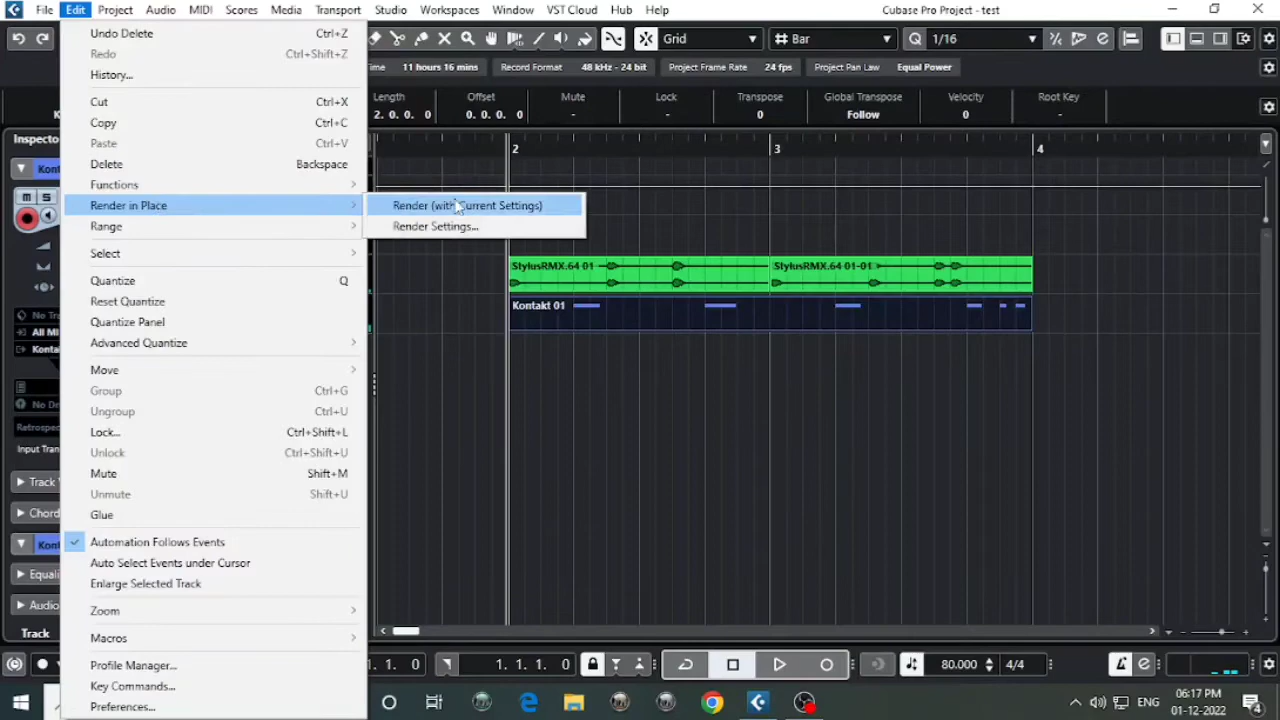 File Edit Project Audio MIDI Scores Media Transport Studio Workspaces Window VST Cloud Hub Help Cubase Pro Project - test
Grid Bar Q 1/16
11 hours 16 mins Record Format 48 kHz - 24 bit Project Frame Rate 24 fps Project Pan Law Equal Power
Length Offset Mute Lock Transpose Global Transpose Velocity Root Key
2. 0. 0. 0 0. 0. 0. 0 - - 0 Follow 0 -
Inspector
2 3 4
m S
StylusRMX.64 01 StylusRMX.64 01-01
Kontakt 01
Undo Delete Ctrl+Z
Redo Ctrl+Shift+Z
History...
Cut Ctrl+X
Copy Ctrl+C
Paste Ctrl+V
Delete Backspace
Functions
Render in Place
Range
Select
Quantize Q
Reset Quantize
Quantize Panel
Advanced Quantize
Move
Group Ctrl+G
Ungroup Ctrl+U
Lock... Ctrl+Shift+L
Unlock Ctrl+Shift+U
Mute Shift+M
Unmute Shift+U
Glue
Automation Follows Events
Auto Select Events under Cursor
Enlarge Selected Track
Zoom
Macros
Profile Manager...
Key Commands...
Preferences...
Render (with Current Settings)
Render Settings...
All MI
Input Tran
Track
1. 1. 0 1. 1. 1. 0 80.000 4/4
06:17 PM
ENG
01-12-2022
4